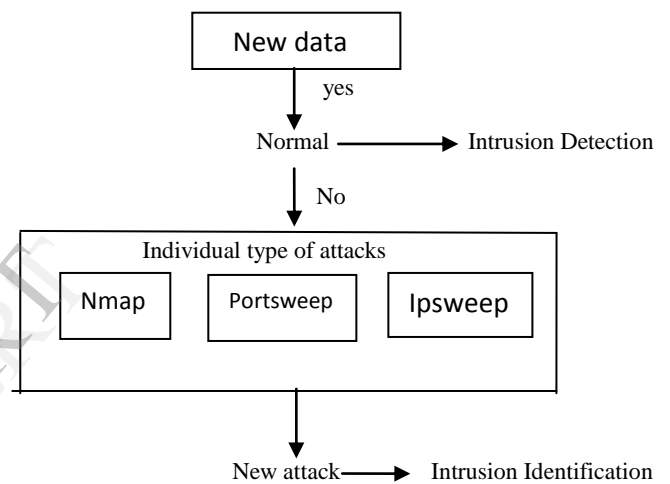 New data
yes
Normal Intrusion Detection
No
Individual type of attacks
Nmap Portsweep Ipsweep
New attack Intrusion Identification